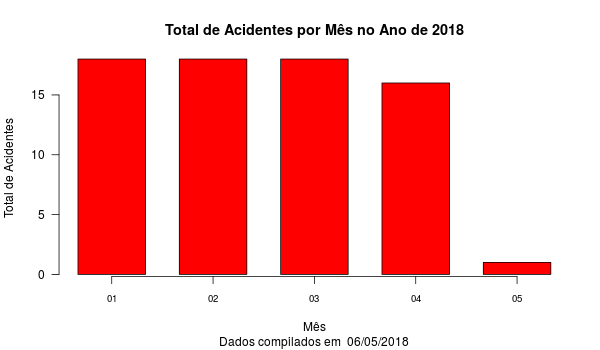 Total de Acidentes por Mês no Ano de 2018
Total de Acidentes
15
10
5
0
01 02 03 04 05
Mês
Dados compilados em 06/05/2018